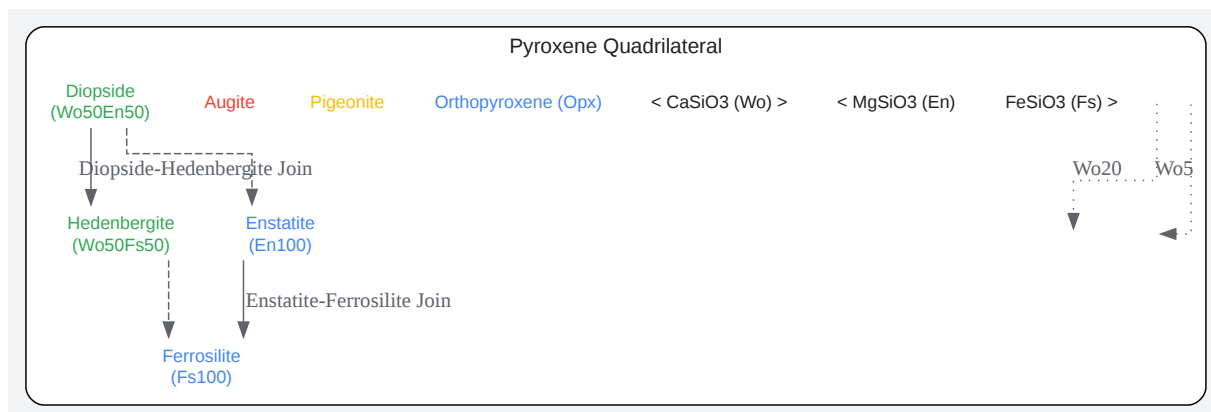 Pyroxene Quadrilateral
Diopside
(Wo50En50)
Augite
Pigeonite
Orthopyroxene (Opx)
< CaSiO3 (Wo) >
< MgSiO3 (En)
FeSiO3 (Fs) >
Diopside-Hedenbergite Join
Wo20
Wo5
Hedenbergite
(Wo50Fs50)
Enstatite
(En100)
Enstatite-Ferrosilite Join
Ferrosilite
(Fs100)